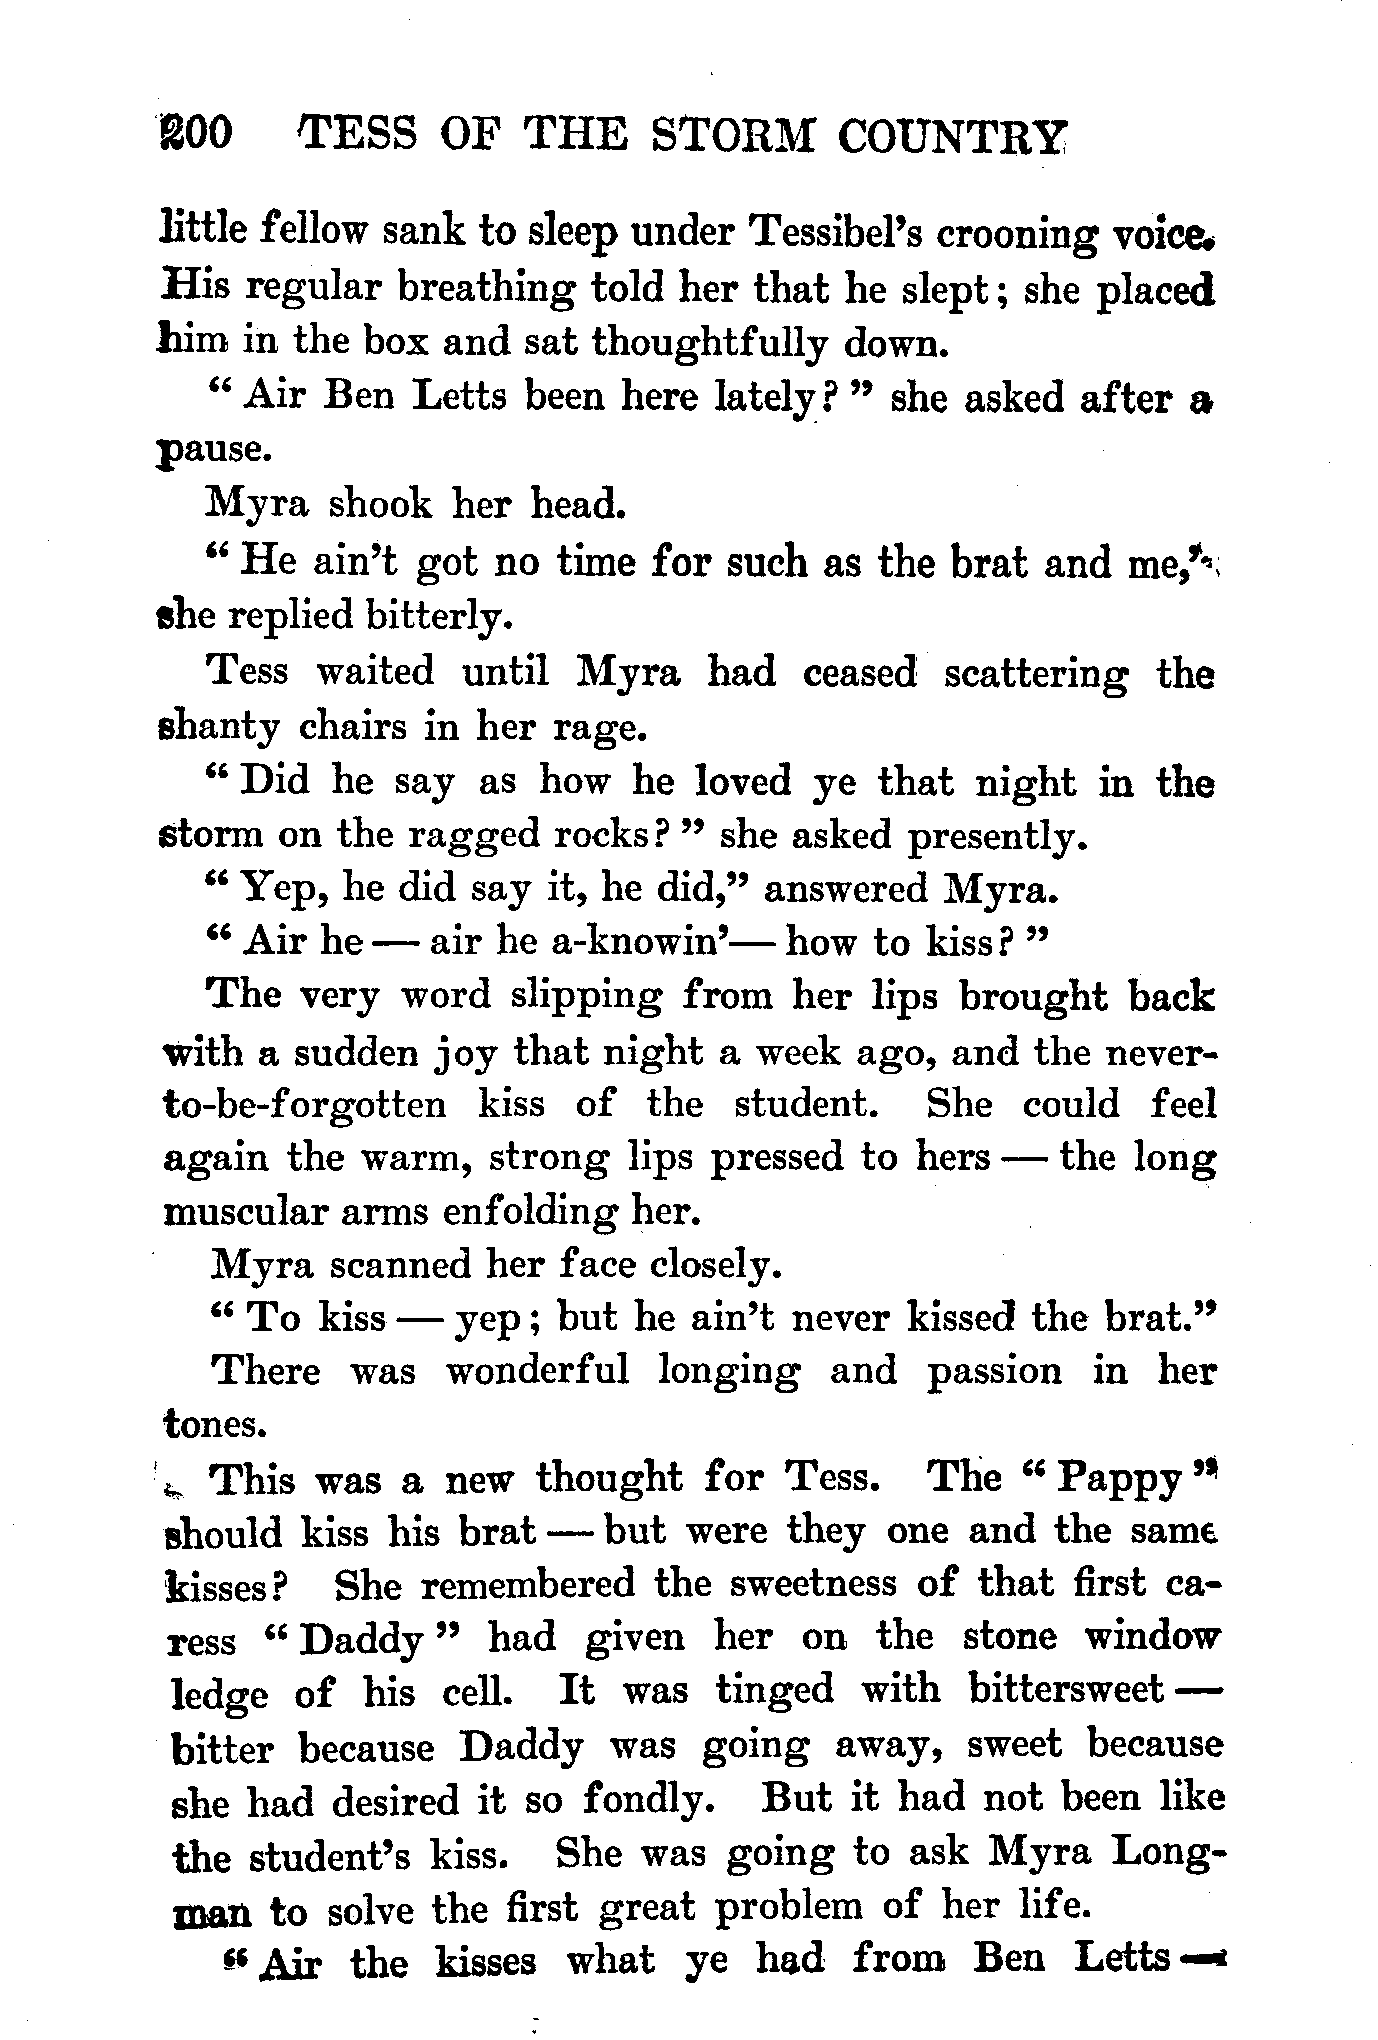 200 TESS OF THE STORM COUNTRY
little fellow sank to sleep under Tessibel's crooning voice.
His regular breathing told her that he slept; she placed
him in the box and sat thoughtfully down.
"Air Ben Letts been here lately?" she asked after a
pause.
Myra shook her head.
"He ain't got no time for such as the brat and me,"
she replied bitterly.
Tess waited until Myra had ceased scattering the
shanty chairs in her rage.
"Did he say as how he loved ye that night in the
storm on the ragged rocks?" she asked presently.
"Yep, he did say it, he did," answered Myra.
"Air he — air he a-knowin' — how to kiss?"
The very word slipping from her lips brought back
with a sudden joy that night a week ago, and the never-
to-be-forgotten kiss of the student. She could feel
again the warm, strong lips pressed to hers — the long
muscular arms enfolding her.
Myra scanned her face closely.
"To kiss — yep; but he ain't never kissed the brat."
There was wonderful longing and passion in her
tones.
This was a new thought for Tess. The "Pappy"
should kiss his brat — but were they one and the same
kisses? She remembered the sweetness of that first ca-
ress "Daddy" had given her on the stone window
ledge of his cell. It was tinged with bittersweet —
bitter because Daddy was going away, sweet because
she had desired it so fondly. But it had not been like
the student's kiss. She was going to ask Myra Long-
man to solve the first great problem of her life.
"Air the kisses what ye had from Ben Letts —